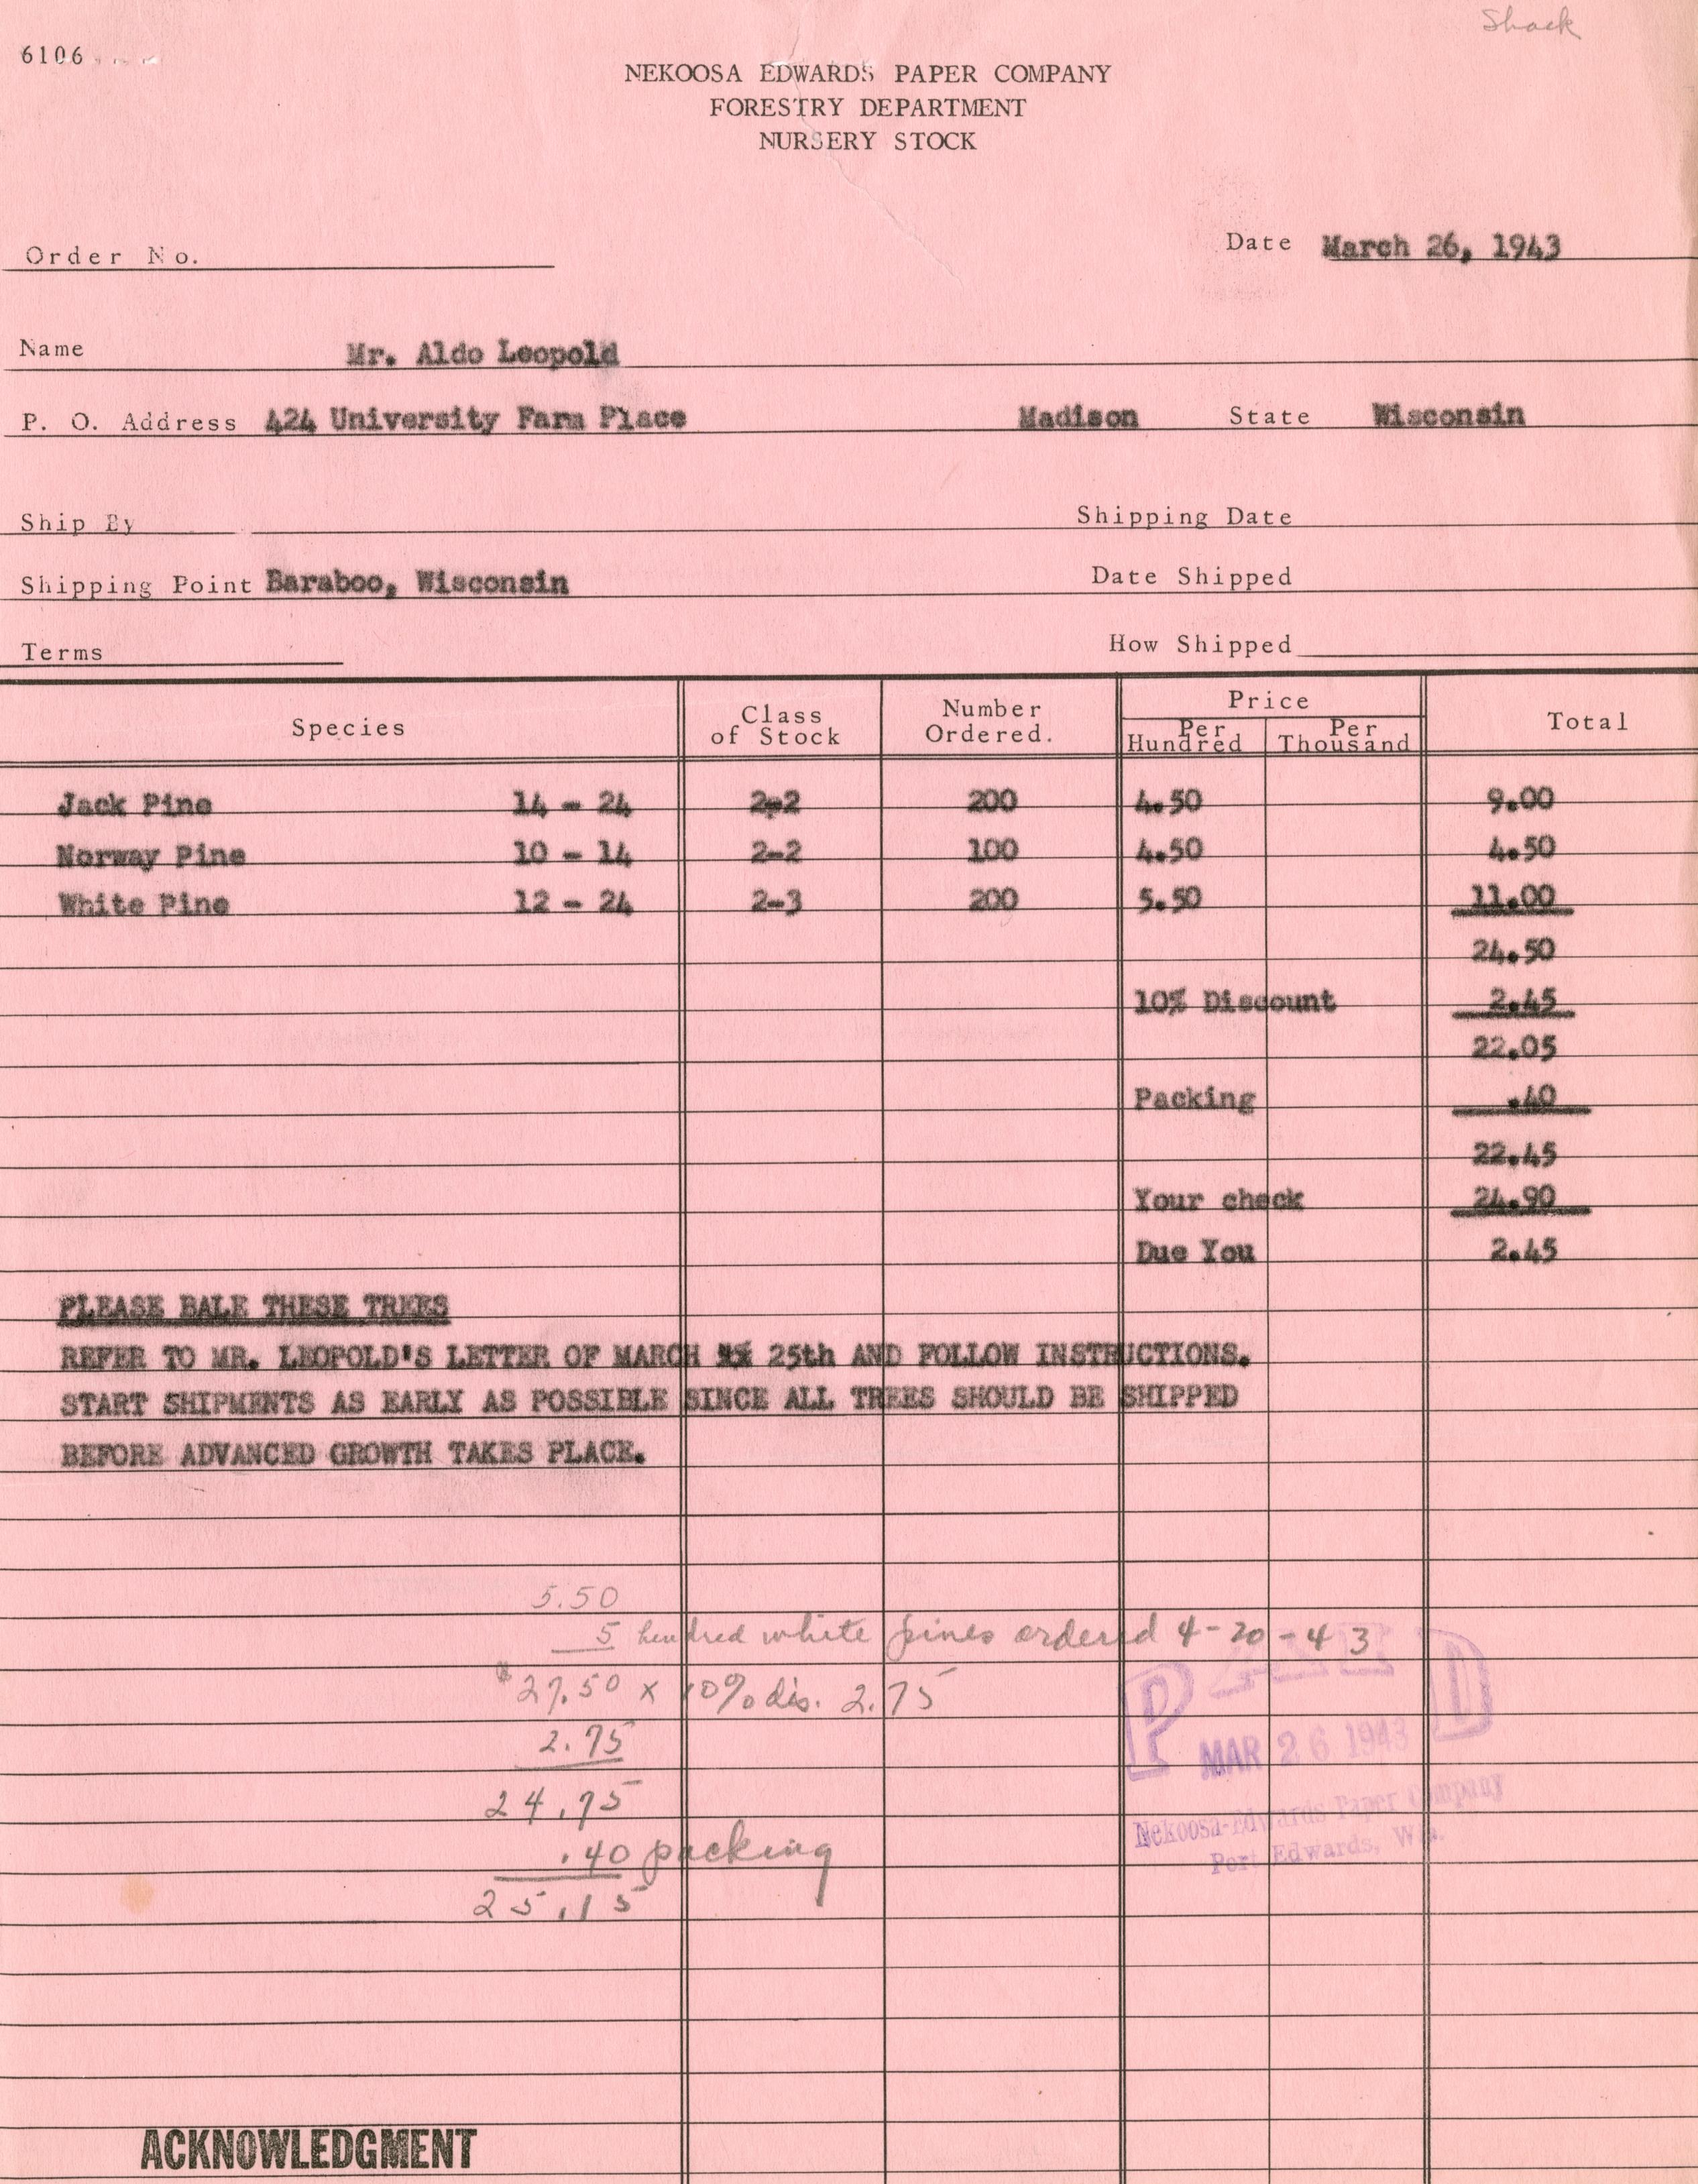 Shack
6106
NEKOOSA EDWARDS PAPER COMPANY
FORESTRY DEPARTMENT
NURSERY STOCK
Order No.
Date March 26, 1943
Name Mr. Aldo Leopold
P. O. Address 424 University Farm Place Madison State Wisconsin
Ship By Shipping Date
Shipping Point Baraboo, Wisconsin Date Shipped
Terms How Shipped
Species Class of Stock Number Ordered. Price Per Hundred Per Thousand Total
Jack Pine 14 - 24 2-2 200 4.50 9.00
Norway Pine 10 - 14 2-2 100 4.50 4.50
White Pine 12 - 24 2-3 200 5.50 11.00
24.50
10% Discount 2.45
22.05
Packing .40
22.45
Your check 24.90
Due You 2.45
PLEASE BALE THESE TREES
REFER TO MR. LEOPOLD'S LETTER OF MARCH 25th AND FOLLOW INSTRUCTIONS.
START SHIPMENTS AS EARLY AS POSSIBLE SINCE ALL TREES SHOULD BE SHIPPED
BEFORE ADVANCED GROWTH TAKES PLACE.
5.50
5 hundred white pines ordered 4-20-43
$27.50 x 10% dis. 2.75
2.75
24.75
.40 packing
25.15
PAID
MAR 26 1943
Nekoosa-Edwards Paper Company
Port Edwards, Wis.
ACKNOWLEDGMENT